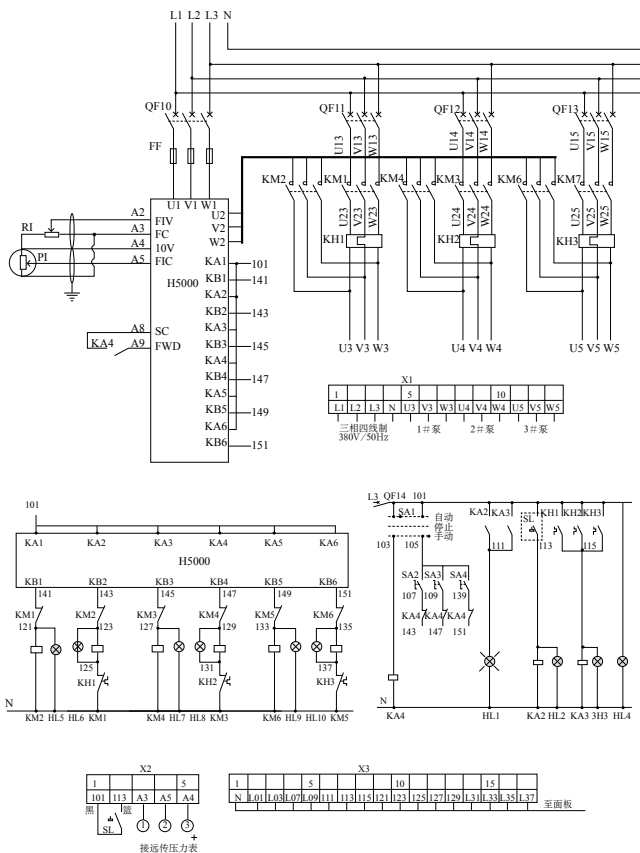 L1 L2 L3 N
QF10 QF11 QF12 QF13
U13 V13 W13 U14 V14 W14 U15 V15 W15
FF
KM2 KM1 KM4 KM3 KM6 KM7
U1 V1 W1
A2 FIV U2
RI A3 FC V2
A4 10V W2
PI A5 FIC
U23 V23 W23 U24 V24 W24 U25 V25 W25
KH1 KH2 KH3
KA1 101
H5000 KB1 141
KA2
KB2 143
A8 SC KA3
KA4 A9 FWD KB3 145
KA4
KB4 147
KA5
KB5 149
KA6
KB6 151
U3 V3 W3 U4 V4 W4 U5 V5 W5
X1
1 5 10
L1 L2 L3 N U3 V3 W3 U4 V4 W4 U5 V5 W5
三相四线制 1#泵 2#泵 3#泵
380V/50Hz
101
KA1 KA2 KA3 KA4 KA5 KA6
H5000
KB1 KB2 KB3 KB4 KB5 KB6
141 143 145 147 149 151
KM1 KM2 KM3 KM4 KM5 KM6
121 123 127 129 133 135
125 131 137
KH1 KH2 KH3
N
KM2 HL5 HL6 KM1 KM4 HL7 HL8 KM3 KM6 HL9 HL10 KM5
L3 QF14 101
SA1 自动
停止
手动
103 105
KA2 KA3 SL KH1 KH2 KH3
111 113 115
SA2 SA3 SA4
107 109 139
KA4 KA4 KA4
143 147 151
N
KA4 HL1 KA2 HL2 KA3 3H3 HL4
X2
1 5
101 113 A3 A5 A4
黑 篮
SL 1 2 3
+
接远传压力表
X3
1 5 10 15
N L01 L03 L07 L09 111 113 115 121 123 125 127 129 L31 L33 L35 L37
至面板